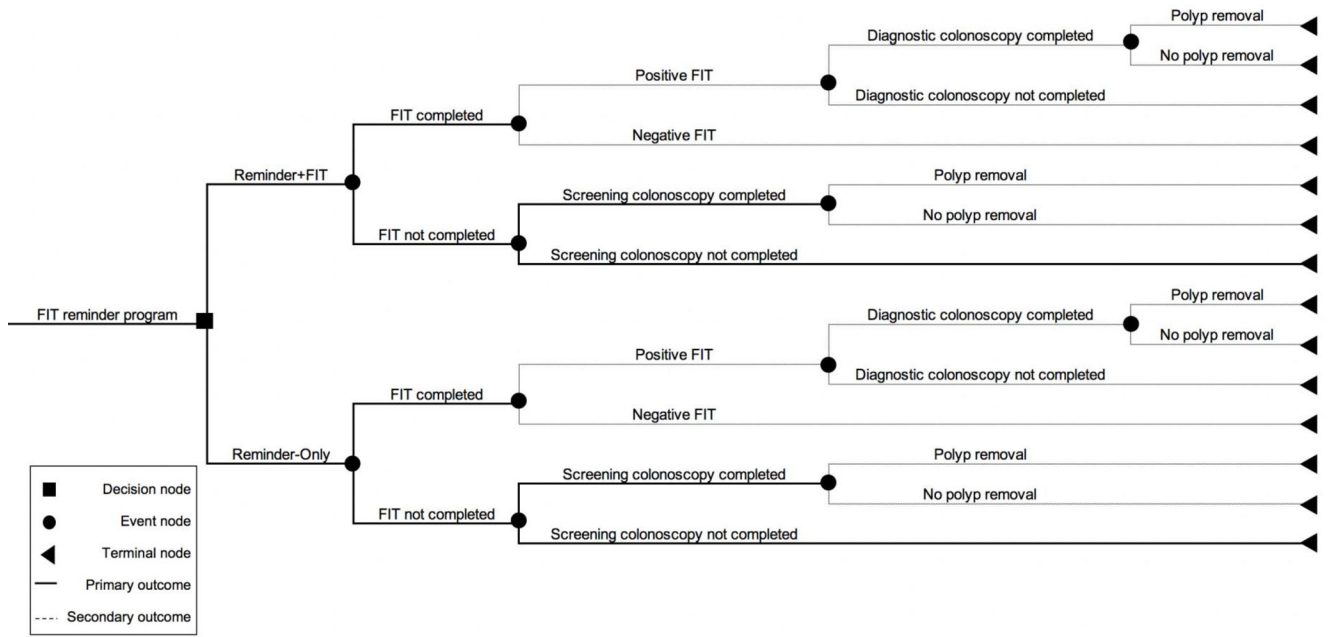 Polyp removal
Diagnostic colonoscopy completed
No polyp removal
Positive FIT
Diagnostic colonoscopy not completed
FIT completed
Negative FIT
Reminder+FIT
Polyp removal
Screening colonoscopy completed
No polyp removal
FIT not completed
Screening colonoscopy not completed
FIT reminder program
Polyp removal
Diagnostic colonoscopy completed
No polyp removal
Positive FIT
Diagnostic colonoscopy not completed
FIT completed
Negative FIT
Reminder-Only
Polyp removal
Screening colonoscopy completed
No polyp removal
FIT not completed
Screening colonoscopy not completed
Decision node
Event node
Terminal node
Primary outcome
Secondary outcome